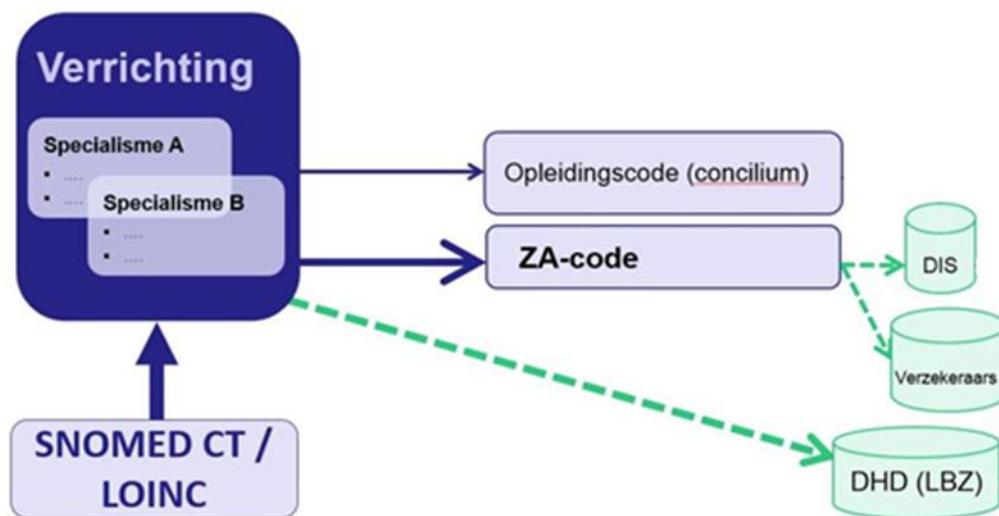 Verrichting
Specialisme A
▪ ....
▪ ....
Specialisme B
▪ ....
▪ ....
Opleidingscode (concilium)
ZA-code
DIS
Verzekeraars
SNOMED CT /
LOINC
DHD (LBZ)